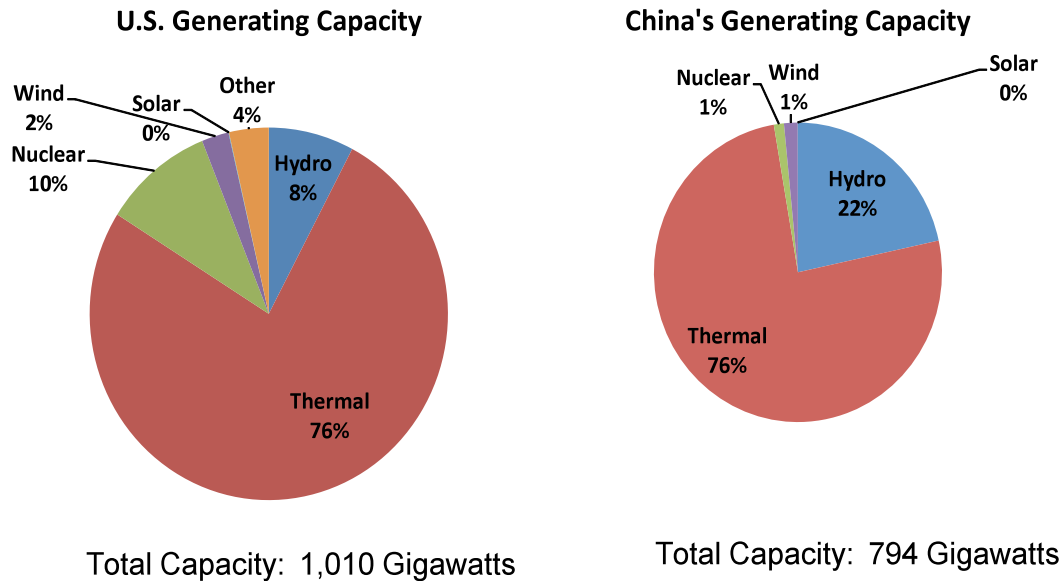 U.S. Generating Capacity
Wind
2%
Solar
0%
Other
4%
Nuclear
10%
Hydro
8%
Thermal
76%
Total Capacity:  1,010 Gigawatts
China's Generating Capacity
Nuclear
1%
Wind
1%
Solar
0%
Hydro
22%
Thermal
76%
Total Capacity:  794 Gigawatts